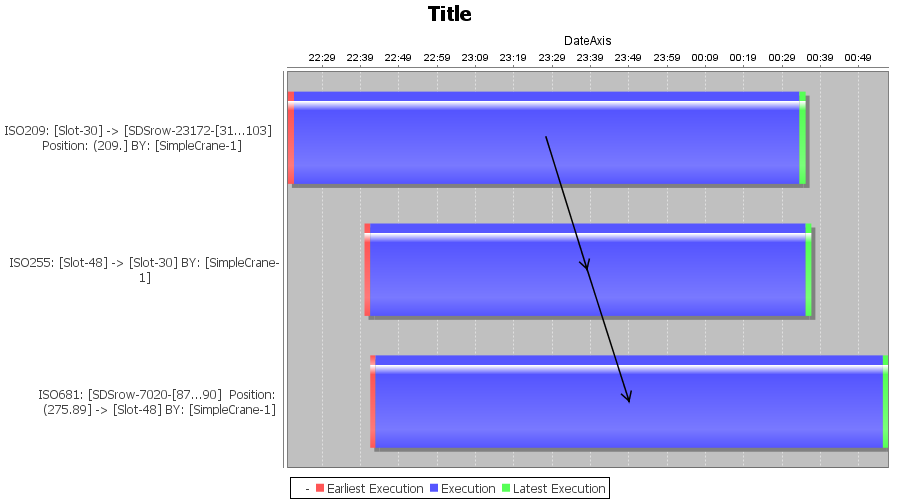 Title
DateAxis
22:29 22:39 22:49 22:59 23:09 23:19 23:29 23:39 23:49 23:59 00:09 00:19 00:29 00:39 00:49
ISO209: [Slot-30] -> [SDSrow-23172-[31...103]
Position: (209.] BY: [SimpleCrane-1]
ISO255: [Slot-48] -> [Slot-30] BY: [SimpleCrane-
1]
ISO681: [SDSrow-7020-[87...90] Position:
(275.89] -> [Slot-48] BY: [SimpleCrane-1]
- Earliest Execution Execution Latest Execution